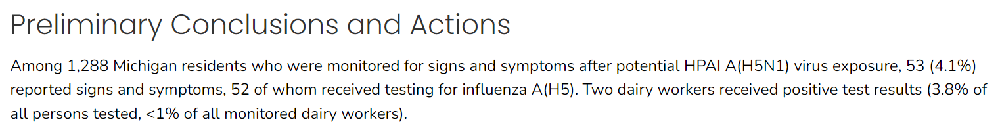 Preliminary Conclusions and Actions
Among 1,288 Michigan residents who were monitored for signs and symptoms after potential HPAI A(H5N1) virus exposure, 53 (4.1%)
reported signs and symptoms, 52 of whom received testing for influenza A(H5). Two dairy workers received positive test results (3.8% of
all persons tested, <1% of all monitored dairy workers).